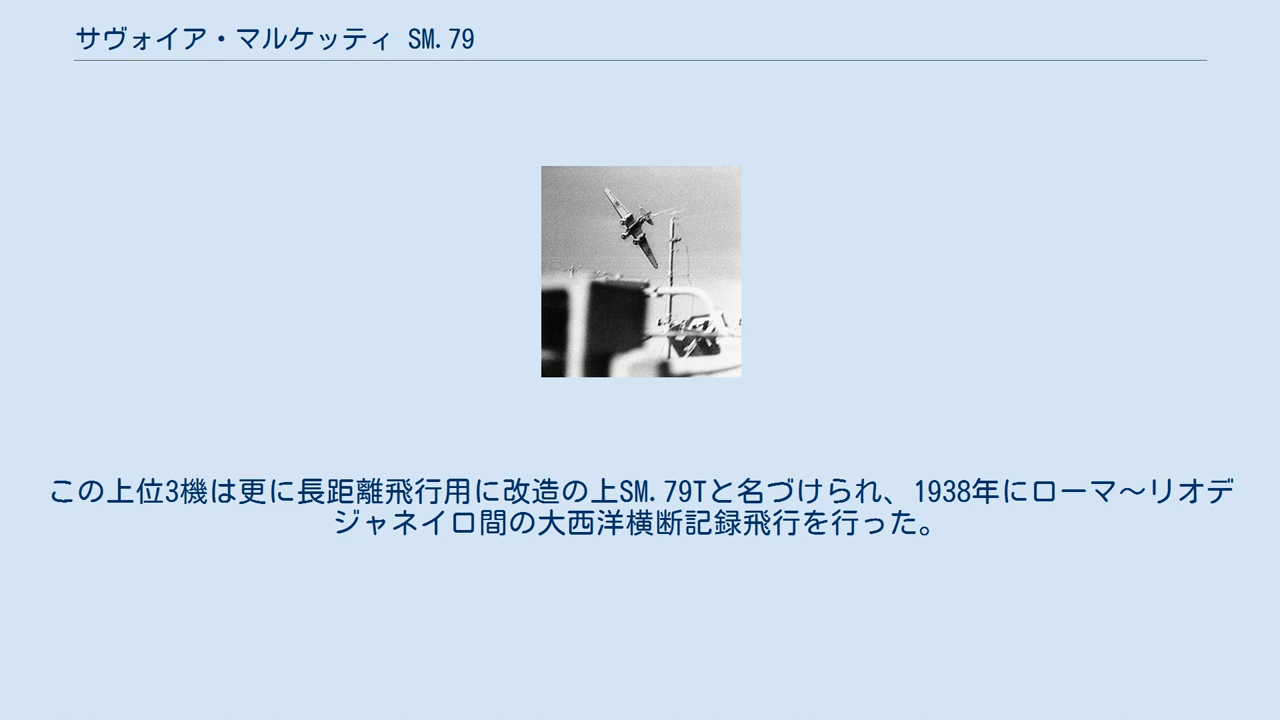 サヴォイア・マルケッティ SM.79
この上位3機は更に長距離飛行用に改造の上SM.79Tと名づけられ、1938年にローマ～リオデ
ジャネイロ間の大西洋横断記録飛行を行った。